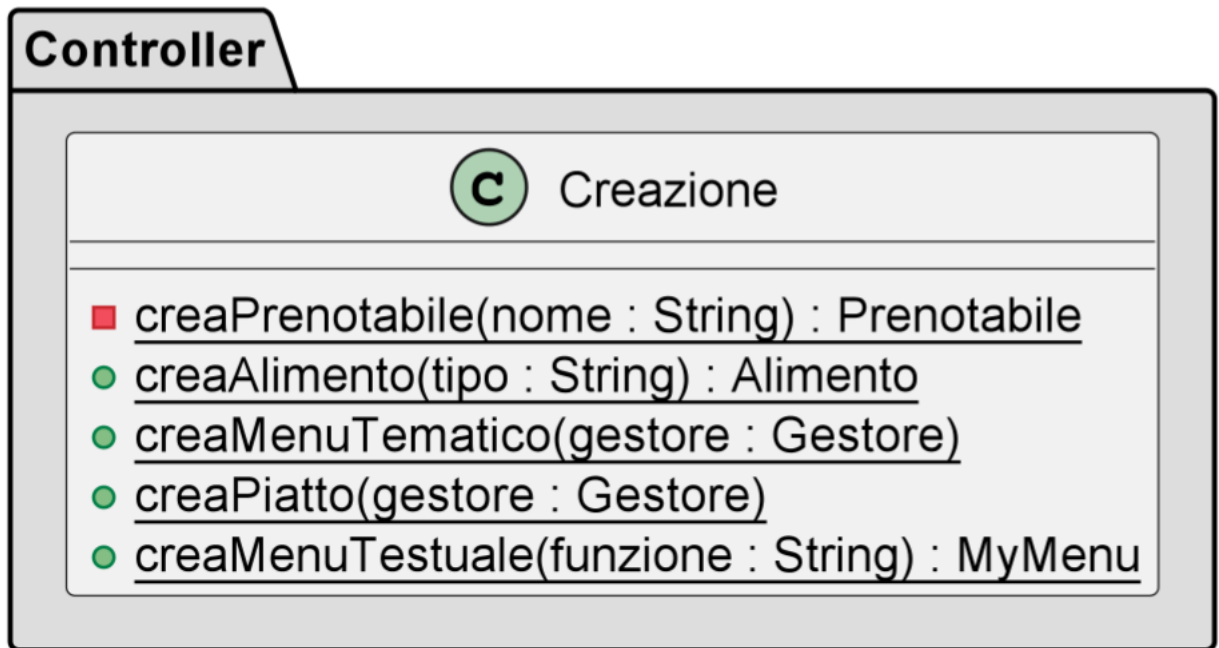 Controller
C Creazione
creaPrenotabile(nome : String) : Prenotabile
creaAlimento(tipo : String) : Alimento
creaMenuTematico(gestore : Gestore)
creaPiatto(gestore : Gestore)
creaMenuTestuale(funzione : String) : MyMenu